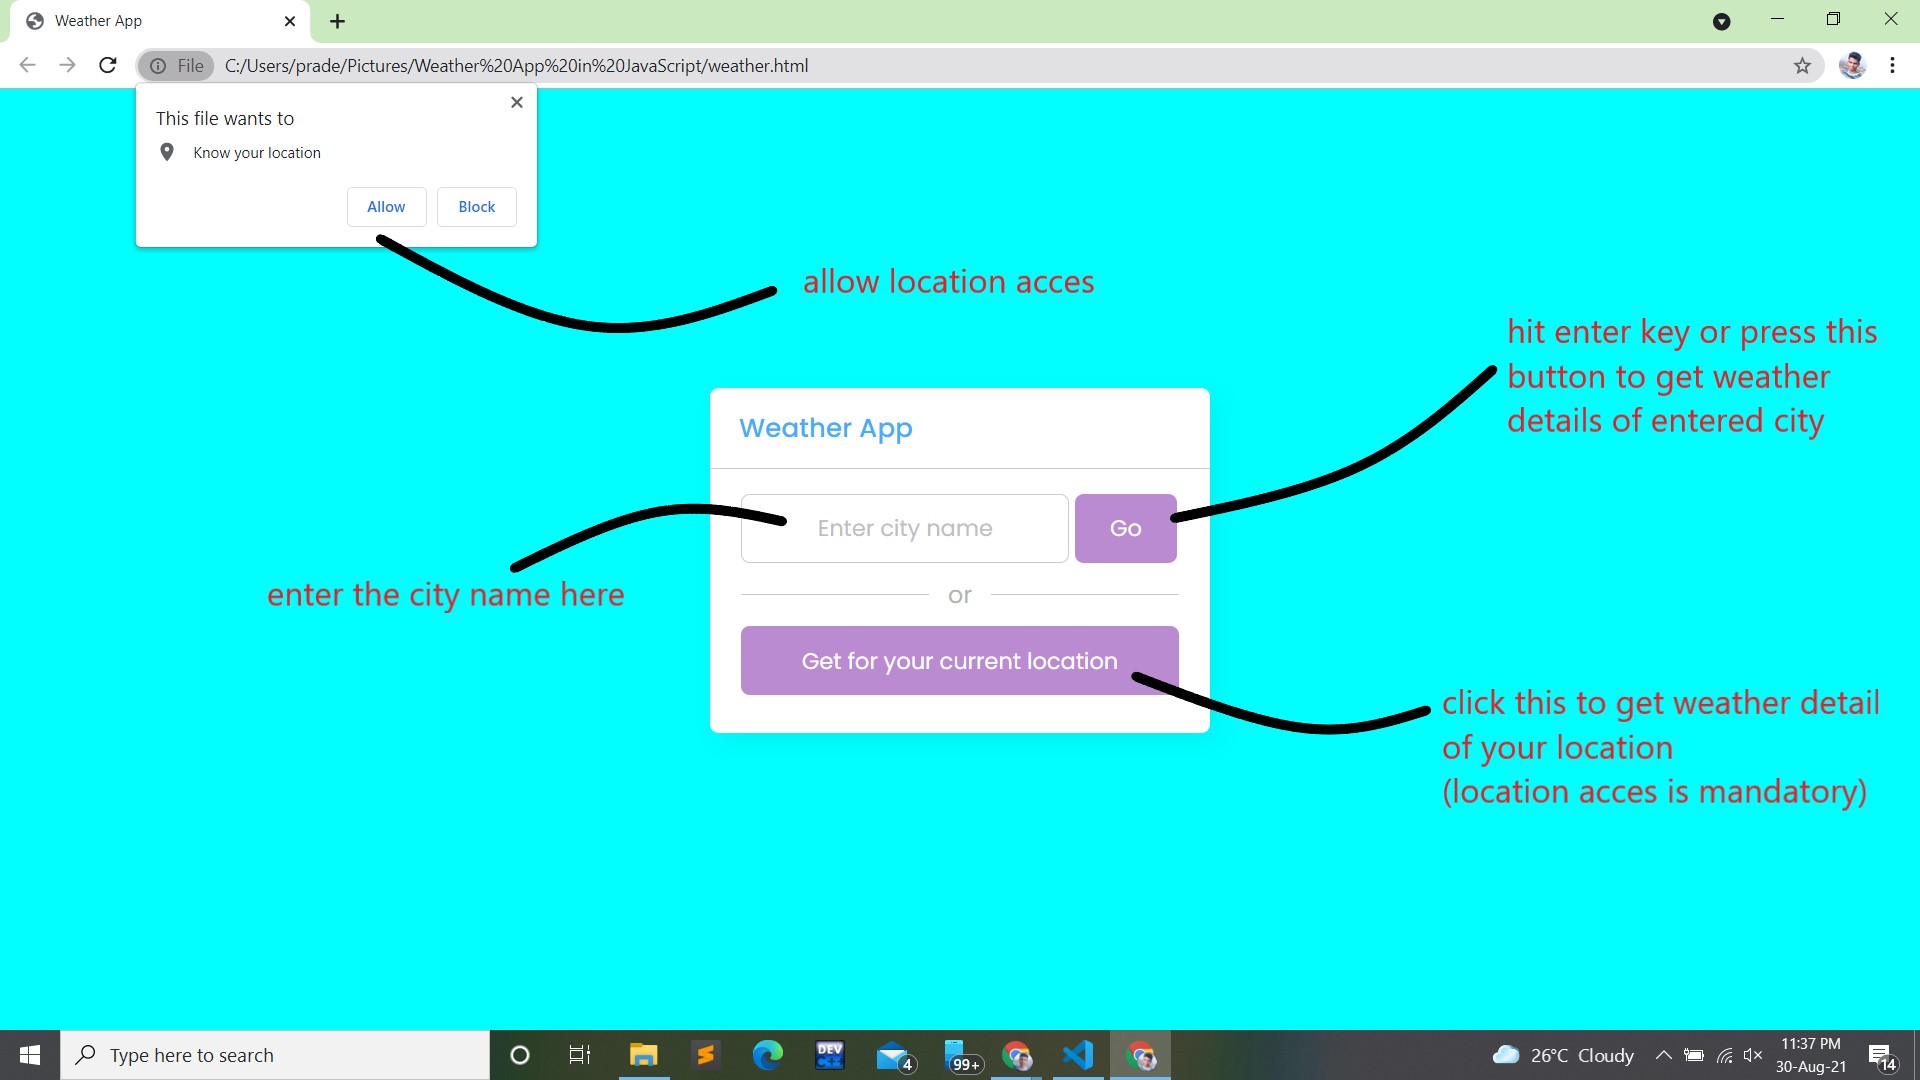 Weather App
File
C:/Users/prade/Pictures/Weather%20App%20in%20JavaScript/weather.html
This file wants to
Know your location
Allow
Block
allow location acces
hit enter key or press this
button to get weather
details of entered city
Weather App
Enter city name
Go
enter the city name here
or
Get for your current location
click this to get weather detail
of your location
(location acces is mandatory)
Type here to search
DEV
C++
4
99+
26°C Cloudy
11:37 PM
30-Aug-21
14